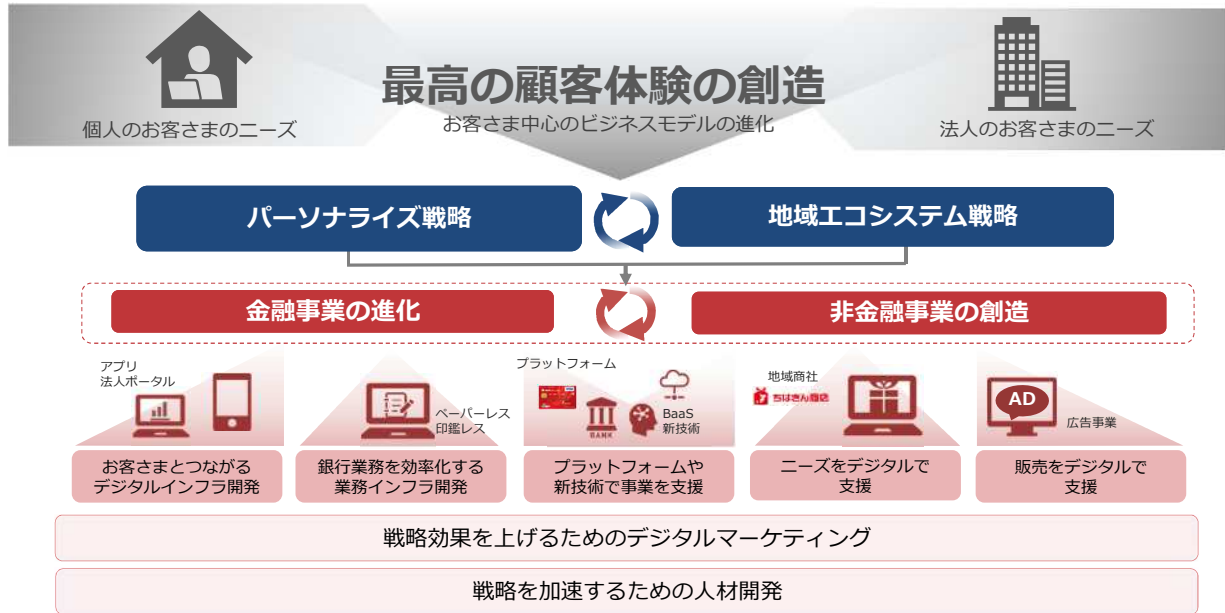 最高の顧客体験の創造
お客さま中心のビジネスモデルの進化
個人のお客さまのニーズ
法人のお客さまのニーズ
パーソナライズ戦略
地域エコシステム戦略
金融事業の進化
非金融事業の創造
アプリ
法人ポータル
ペーパーレス
印鑑レス
プラットフォーム
BANK
BaaS
新技術
地域商社
ちばぎん商店
AD
広告事業
お客さまとつながる
デジタルインフラ開発
銀行業務を効率化する
業務インフラ開発
プラットフォームや
新技術で事業を支援
ニーズをデジタルで
支援
販売をデジタルで
支援
戦略効果を上げるためのデジタルマーケティング
戦略を加速するための人材開発